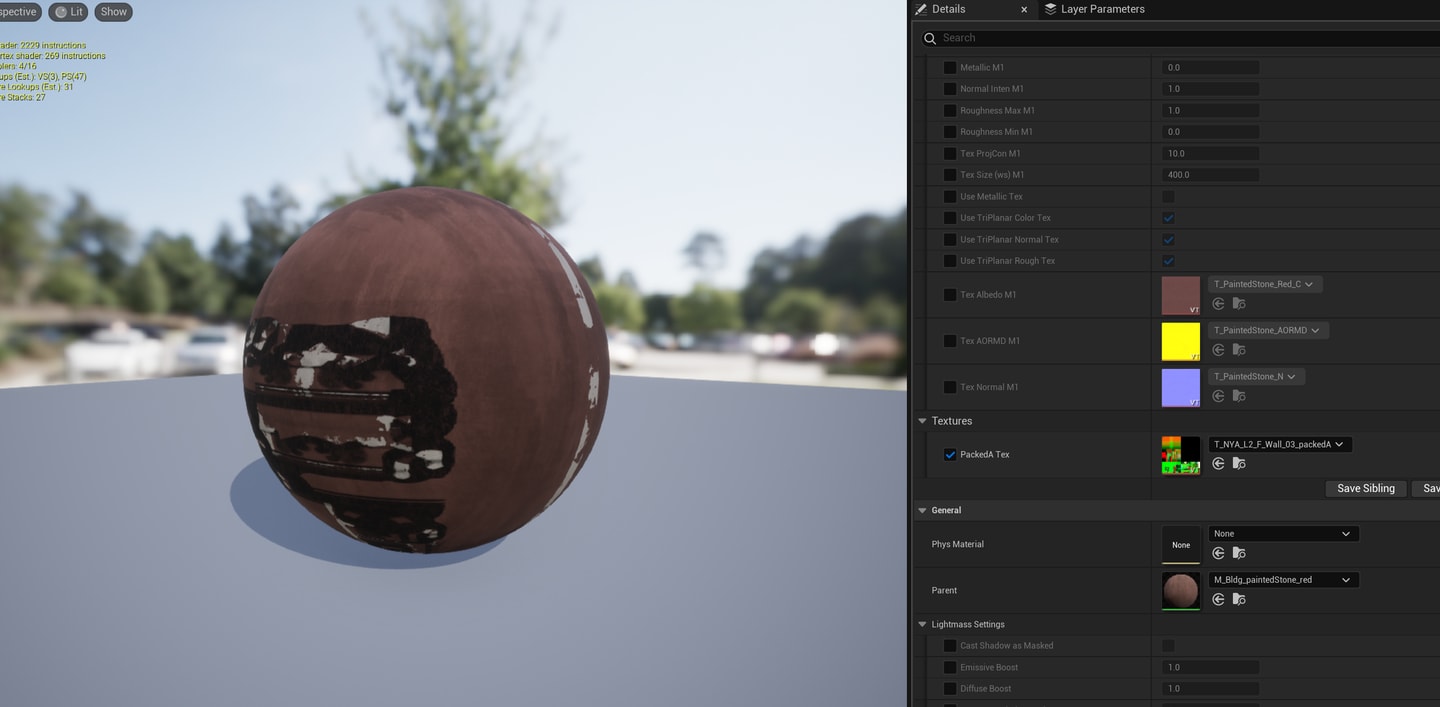 spective
Lit
Show
ader: 2229 instructions
rtex shader: 269 instructions
plers: 4/16
ups (Est.): VS(3), PS(47)
re Lookups (Est.): 31
re Stacks: 27
Details
Layer Parameters
Search
Metallic M1
0.0
Normal Inten M1
1.0
Roughness Max M1
1.0
Roughness Min M1
0.0
Tex ProjCon M1
10.0
Tex Size (ws) M1
400.0
Use Metallic Tex
Use TriPlanar Color Tex
Use TriPlanar Normal Tex
Use TriPlanar Rough Tex
Tex Albedo M1
VT
T_PaintedStone_Red_C
Tex AORMD M1
VT
T_PaintedStone_AORMD
Tex Normal M1
VT
T_PaintedStone_N
Textures
PackedA Tex
T_NYA_L2_F_Wall_03_packedA
Save Sibling
Sav
General
Phys Material
None
None
Parent
M_Bldg_paintedStone_red
Lightmass Settings
Cast Shadow as Masked
Emissive Boost
1.0
Diffuse Boost
1.0